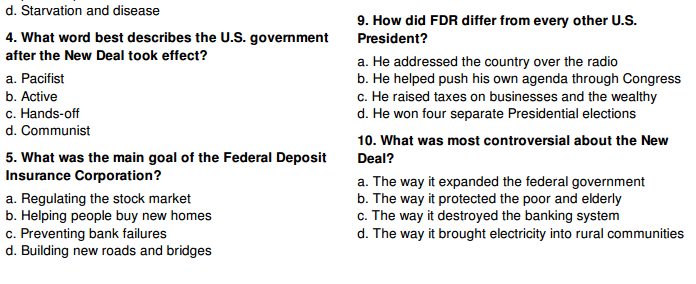 d. Starvation and disease
4. What word best describes the U.S. government
after the New Deal took effect?
a. Pacifist
b. Active
c. Hands-off
d. Communist
5. What was the main goal of the Federal Deposit
Insurance Corporation?
a. Regulating the stock market
b. Helping people buy new homes
c. Preventing bank failures
d. Building new roads and bridges
9. How did FDR differ from every other U.S.
President?
a. He addressed the country over the radio
b. He helped push his own agenda through Congress
c. He raised taxes on businesses and the wealthy
d. He won four separate Presidential elections
10. What was most controversial about the New
Deal?
a. The way it expanded the federal government
b. The way it protected the poor and elderly
c. The way it destroyed the banking system
d. The way it brought electricity into rural communities